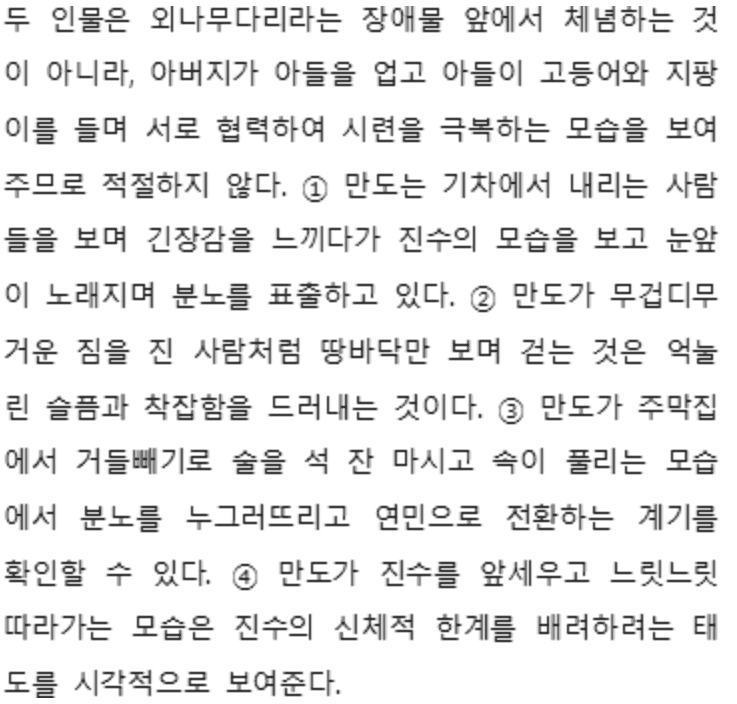 두 인물은 외나무다리라는 장애물 앞에서 체념하는 것
이 아니라, 아버지가 아들을 업고 아들이 고등어와 지팡
이를 들며 서로 협력하여 시련을 극복하는 모습을 보여
주므로 적절하지 않다. ① 만도는 기차에서 내리는 사람
들을 보며 긴장감을 느끼다가 진수의 모습을 보고 눈앞
이 노래지며 분노를 표출하고 있다. ② 만도가 무겁디무
거운 짐을 진 사람처럼 땅바닥만 보며 걷는 것은 억눌
린 슬픔과 착잡함을 드러내는 것이다. ③ 만도가 주막집
에서 거들빼기로 술을 석 잔 마시고 속이 풀리는 모습
에서 분노를 누그러뜨리고 연민으로 전환하는 계기를
확인할 수 있다. ④ 만도가 진수를 앞세우고 느릿느릿
따라가는 모습은 진수의 신체적 한계를 배려하려는 태
도를 시각적으로 보여준다.